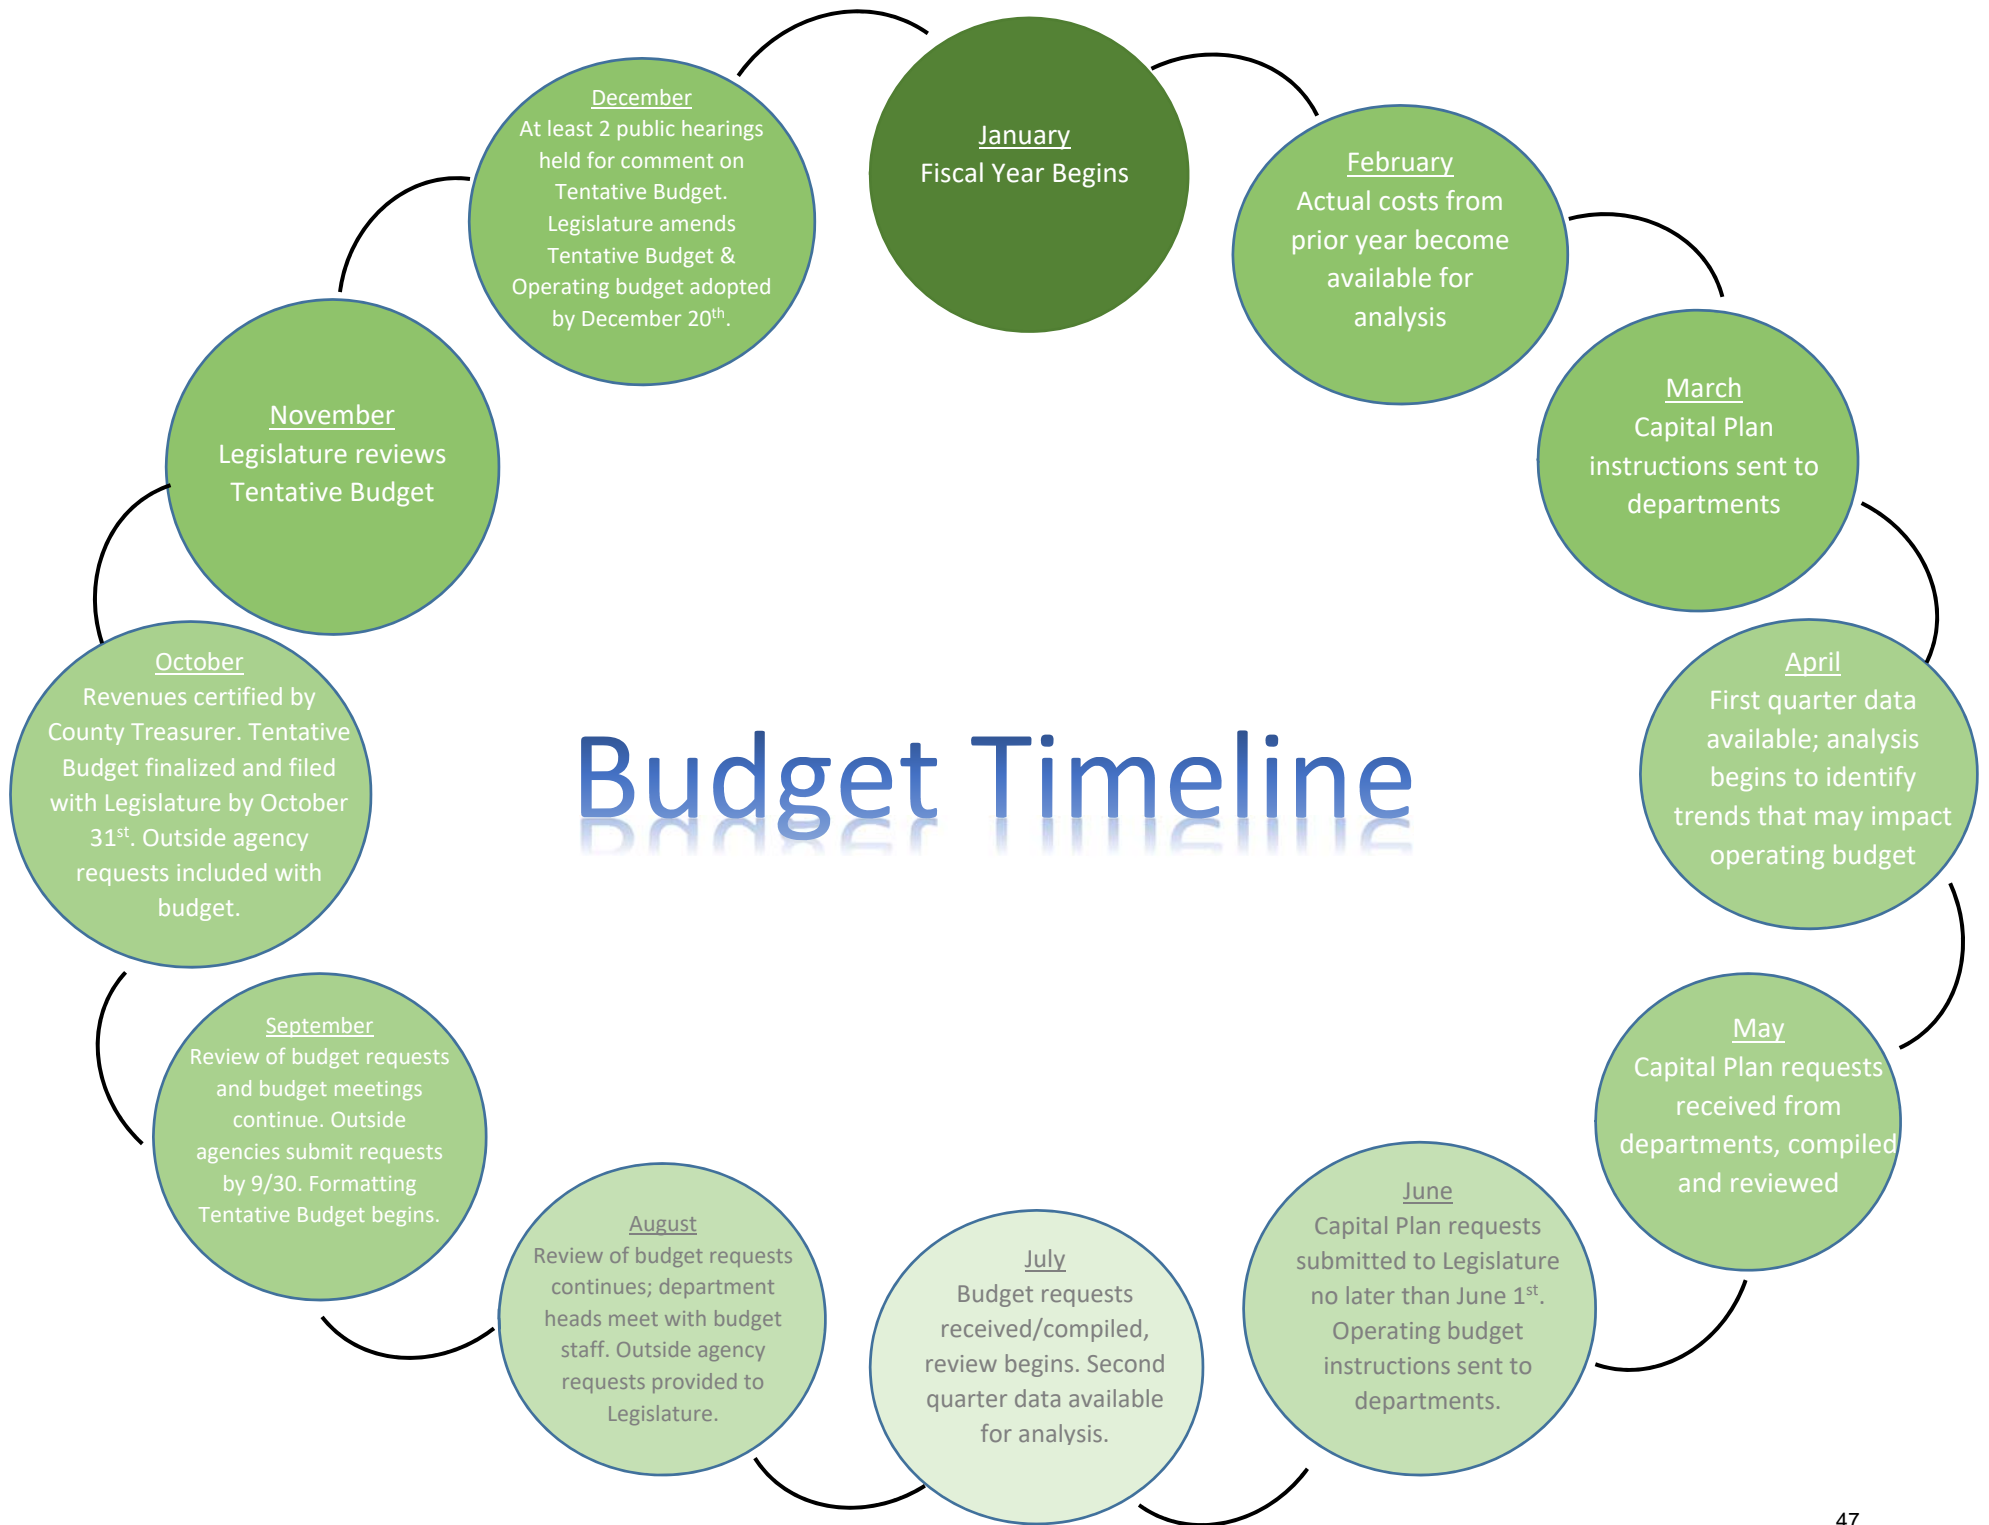 January
Fiscal Year Begins
February
Actual costs from
prior year become
available for
analysis
March
Capital Plan
instructions sent to
departments
April
First quarter data
available; analysis
begins to identify
trends that may impact
operating budget
May
Capital Plan requests
received from
departments, compiled
and reviewed
June
Capital Plan requests
submitted to Legislature
no later than June 1st.
Operating budget
instructions sent to
departments.
July
Budget requests
received/compiled,
review begins. Second
quarter data available
for analysis.
August
Review of budget requests
continues; department
heads meet with budget
staff. Outside agency
requests provided to
Legislature.
September
Review of budget requests
and budget meetings
continue. Outside
agencies submit requests
by 9/30. Formatting
Tentative Budget begins.
October
Revenues certified by
County Treasurer. Tentative
Budget finalized and filed
with Legislature by October
31st. Outside agency
requests included with
budget.
November
Legislature reviews
Tentative Budget
December
At least 2 public hearings
held for comment on
Tentative Budget.
Legislature amends
Tentative Budget &
Operating budget adopted
by December 20th.
Budget Timeline
47